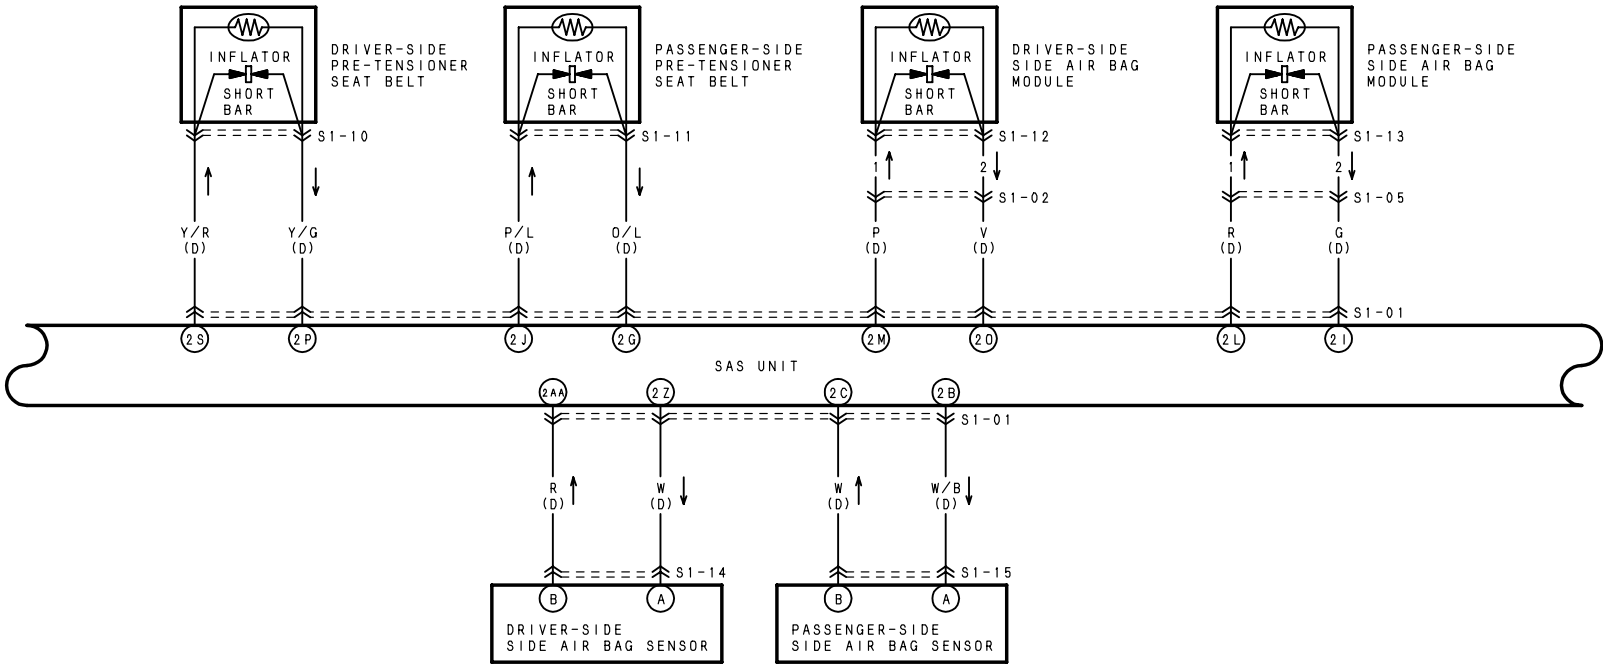 INFLATOR
SHORT
BAR
DRIVER-SIDE
PRE-TENSIONER
SEAT BELT
INFLATOR
SHORT
BAR
PASSENGER-SIDE
PRE-TENSIONER
SEAT BELT
INFLATOR
SHORT
BAR
DRIVER-SIDE
SIDE AIR BAG
MODULE
INFLATOR
SHORT
BAR
PASSENGER-SIDE
SIDE AIR BAG
MODULE
S1-10
S1-11
S1-12
S1-13
1
2
1
2
S1-02
S1-05
Y/R
(D)
Y/G
(D)
P/L
(D)
O/L
(D)
P
(D)
V
(D)
R
(D)
G
(D)
S1-01
2S
2P
2J
2G
2M
2O
2L
2I
SAS UNIT
2AA
2Z
2C
2B
S1-01
R
(D)
W
(D)
W
(D)
W/B
(D)
S1-14
S1-15
B
A
B
A
DRIVER-SIDE
SIDE AIR BAG SENSOR
PASSENGER-SIDE
SIDE AIR BAG SENSOR